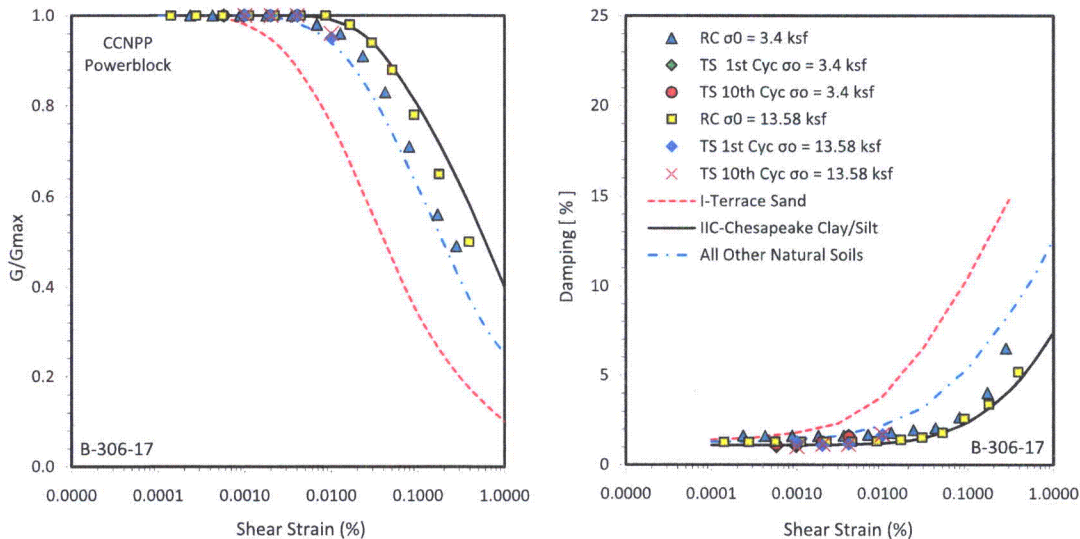 1.0
0.8
0.6
0.4
0.2
0.0
G/Gmax
CCNPP
Powerblock
B-306-17
0.0000 0.0001 0.0010 0.0100 0.1000 1.0000
Shear Strain (%)
25
20
15
10
5
0
Damping [ % ]
RC σ0 = 3.4 ksf
TS 1st Cyc σo = 3.4 ksf
TS 10th Cyc σo = 3.4 ksf
RC σ0 = 13.58 ksf
TS 1st Cyc σo = 13.58 ksf
TS 10th Cyc σo = 13.58 ksf
I-Terrace Sand
IIC-Chesapeake Clay/Silt
All Other Natural Soils
B-306-17
0.0000 0.0001 0.0010 0.0100 0.1000 1.0000
Shear Strain (%)